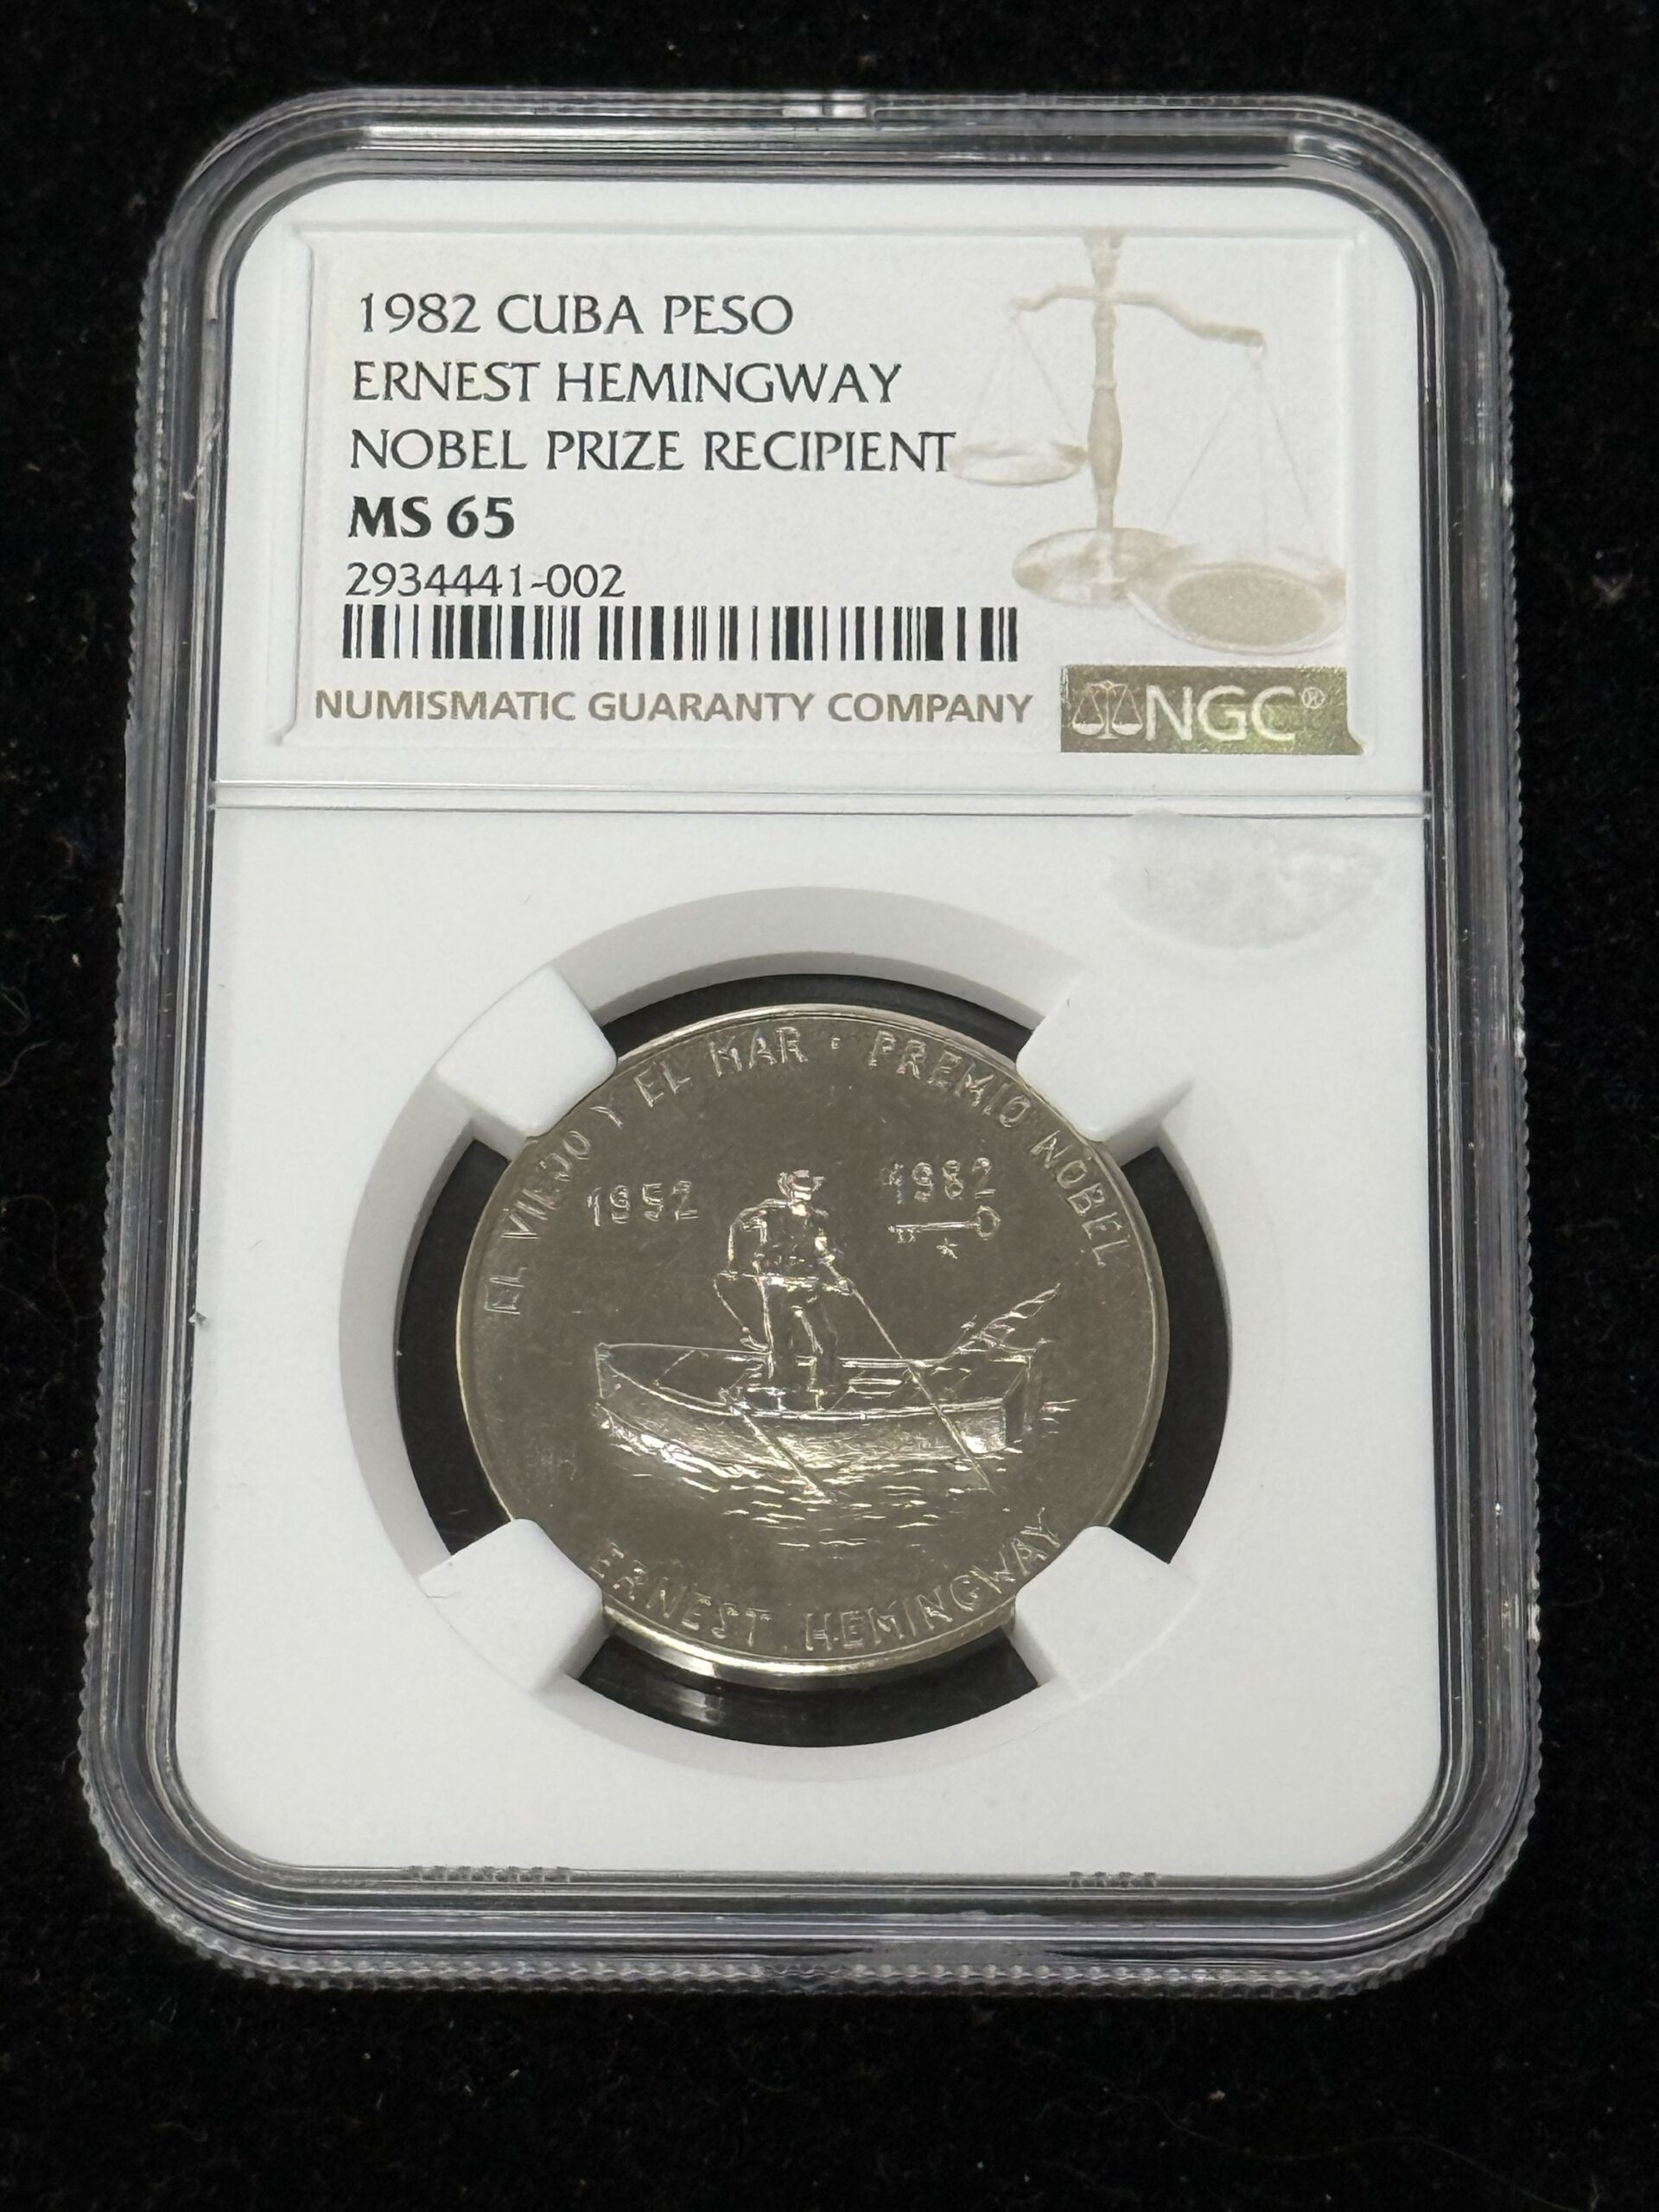 1982 CUBA PESO
ERNEST HEMINGWAY
NOBEL PRIZE RECIPIENT
MS 65
2934441-002
NUMISMATIC GUARANTY COMPANY
NGC®
EL VIEJO Y EL MAR · PREMIO NOBEL
1952
1982
ERNEST HEMINGWAY